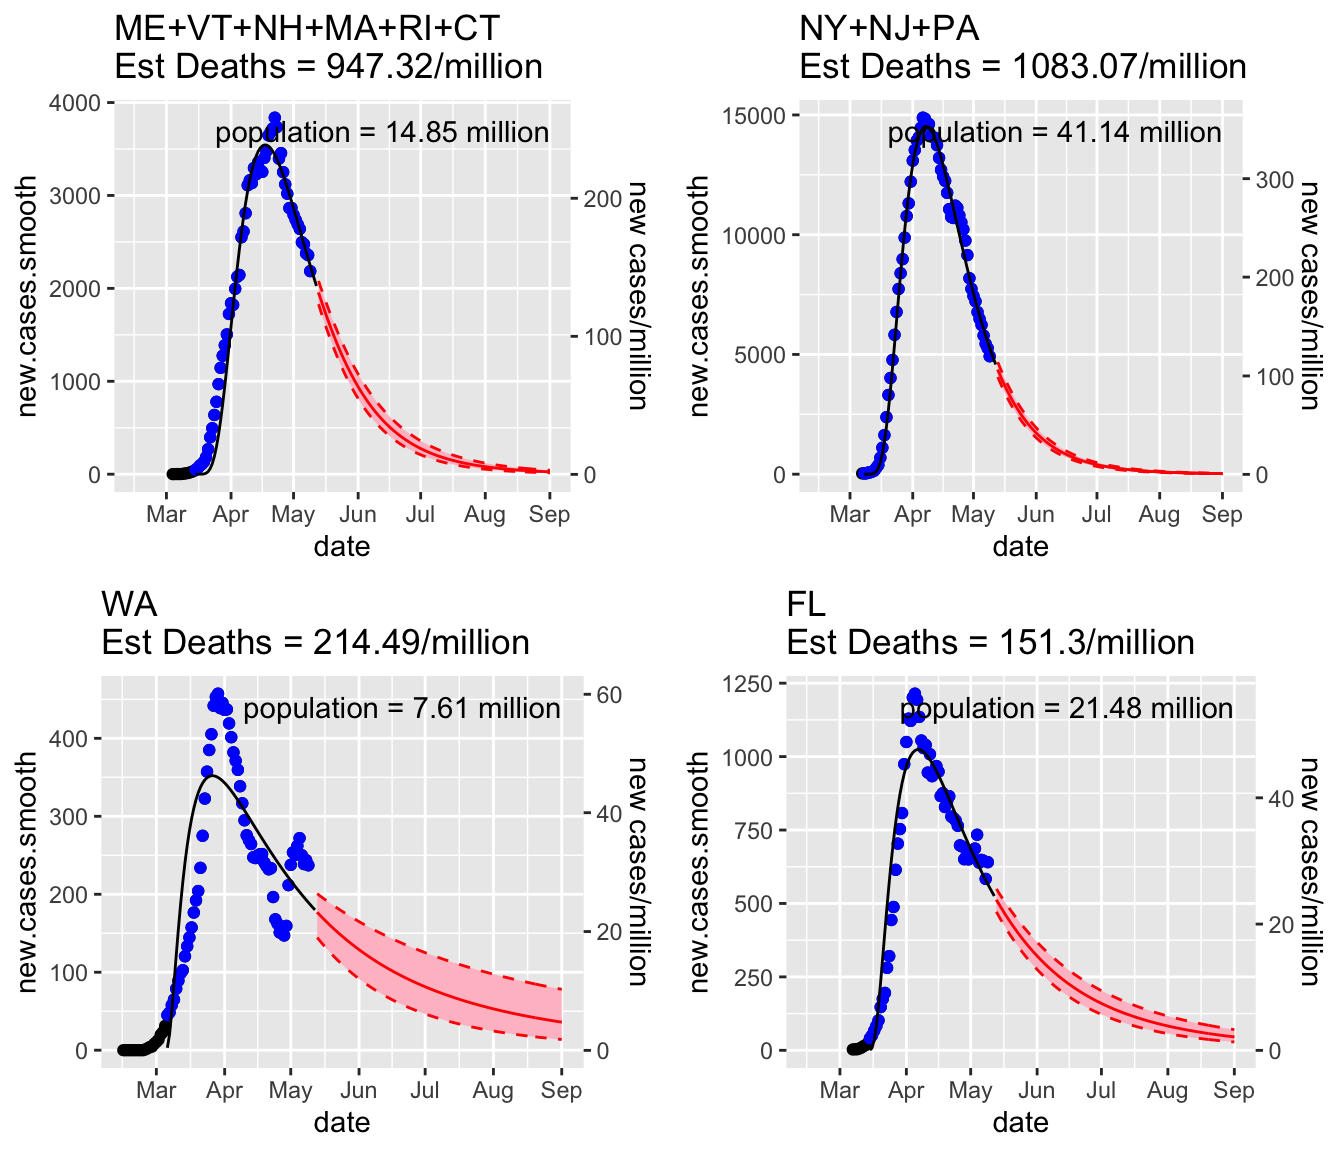 ME+VT+NH+MA+RI+CT
Est Deaths = 947.32/million
population = 14.85 million
new.cases.smooth
4000
3000
2000
1000
0
200
100
0
new cases/million
Mar Apr May Jun Jul Aug Sep
date
NY+NJ+PA
Est Deaths = 1083.07/million
population = 41.14 million
new.cases.smooth
15000
10000
5000
0
300
200
100
0
new cases/million
Mar Apr May Jun Jul Aug Sep
date
WA
Est Deaths = 214.49/million
population = 7.61 million
new.cases.smooth
400
300
200
100
0
60
40
20
0
new cases/million
Mar Apr May Jun Jul Aug Sep
date
FL
Est Deaths = 151.3/million
population = 21.48 million
new.cases.smooth
1250
1000
750
500
250
0
40
20
0
new cases/million
Mar Apr May Jun Jul Aug Sep
date